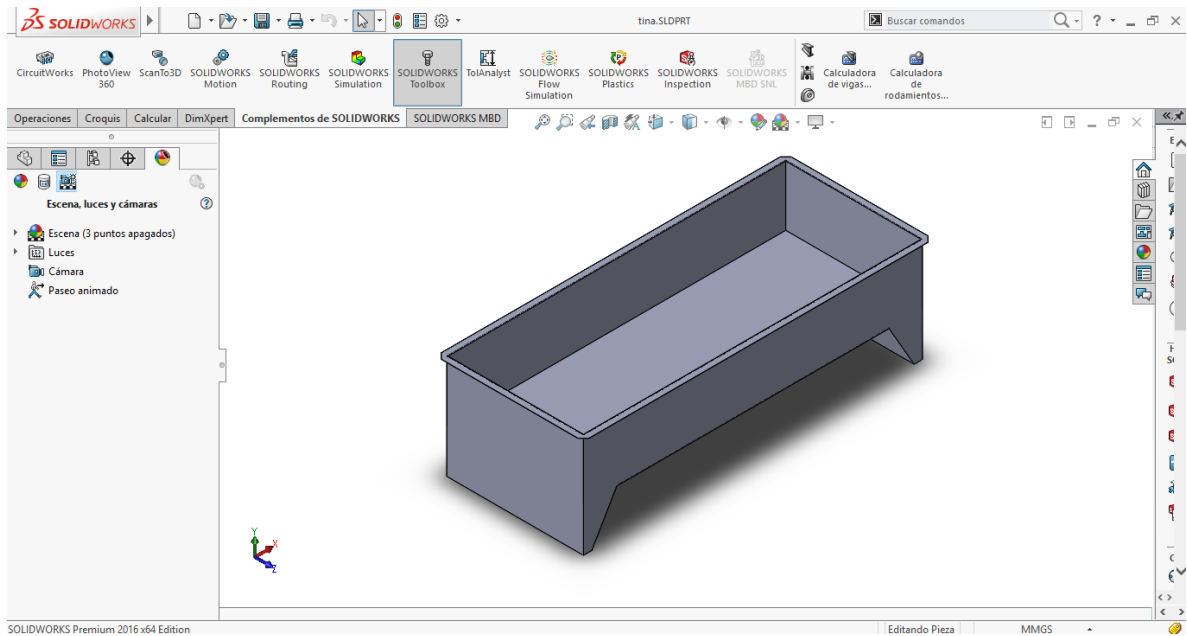 SOLIDWORKS
tina.SLDPRT
Buscar comandos
CircuitWorks
PhotoView 360
ScanTo3D
SOLIDWORKS Motion
SOLIDWORKS Routing
SOLIDWORKS Simulation
SOLIDWORKS Toolbox
TolAnalyst
SOLIDWORKS Flow Simulation
SOLIDWORKS Plastics
SOLIDWORKS Inspection
SOLIDWORKS MBD SNL
Calculadora de vigas...
Calculadora de rodamientos...
Operaciones
Croquis
Calcular
DimXpert
Complementos de SOLIDWORKS
SOLIDWORKS MBD
Escena, luces y cámaras
Escena (3 puntos apagados)
Luces
Cámara
Paseo animado
Y
X
Z
SOLIDWORKS Premium 2016 x64 Edition
Editando Pieza
MMGS